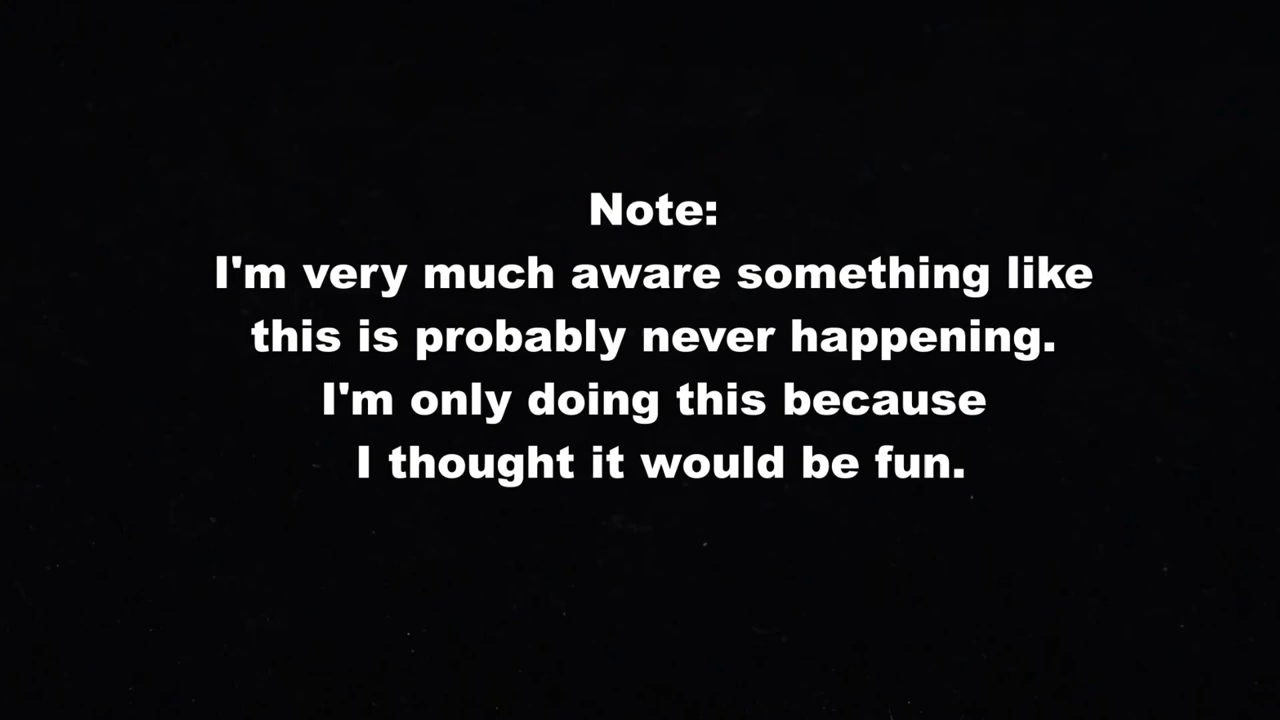 Note:
I'm very much aware something like
this is probably never happening.
I'm only doing this because
I thought it would be fun.